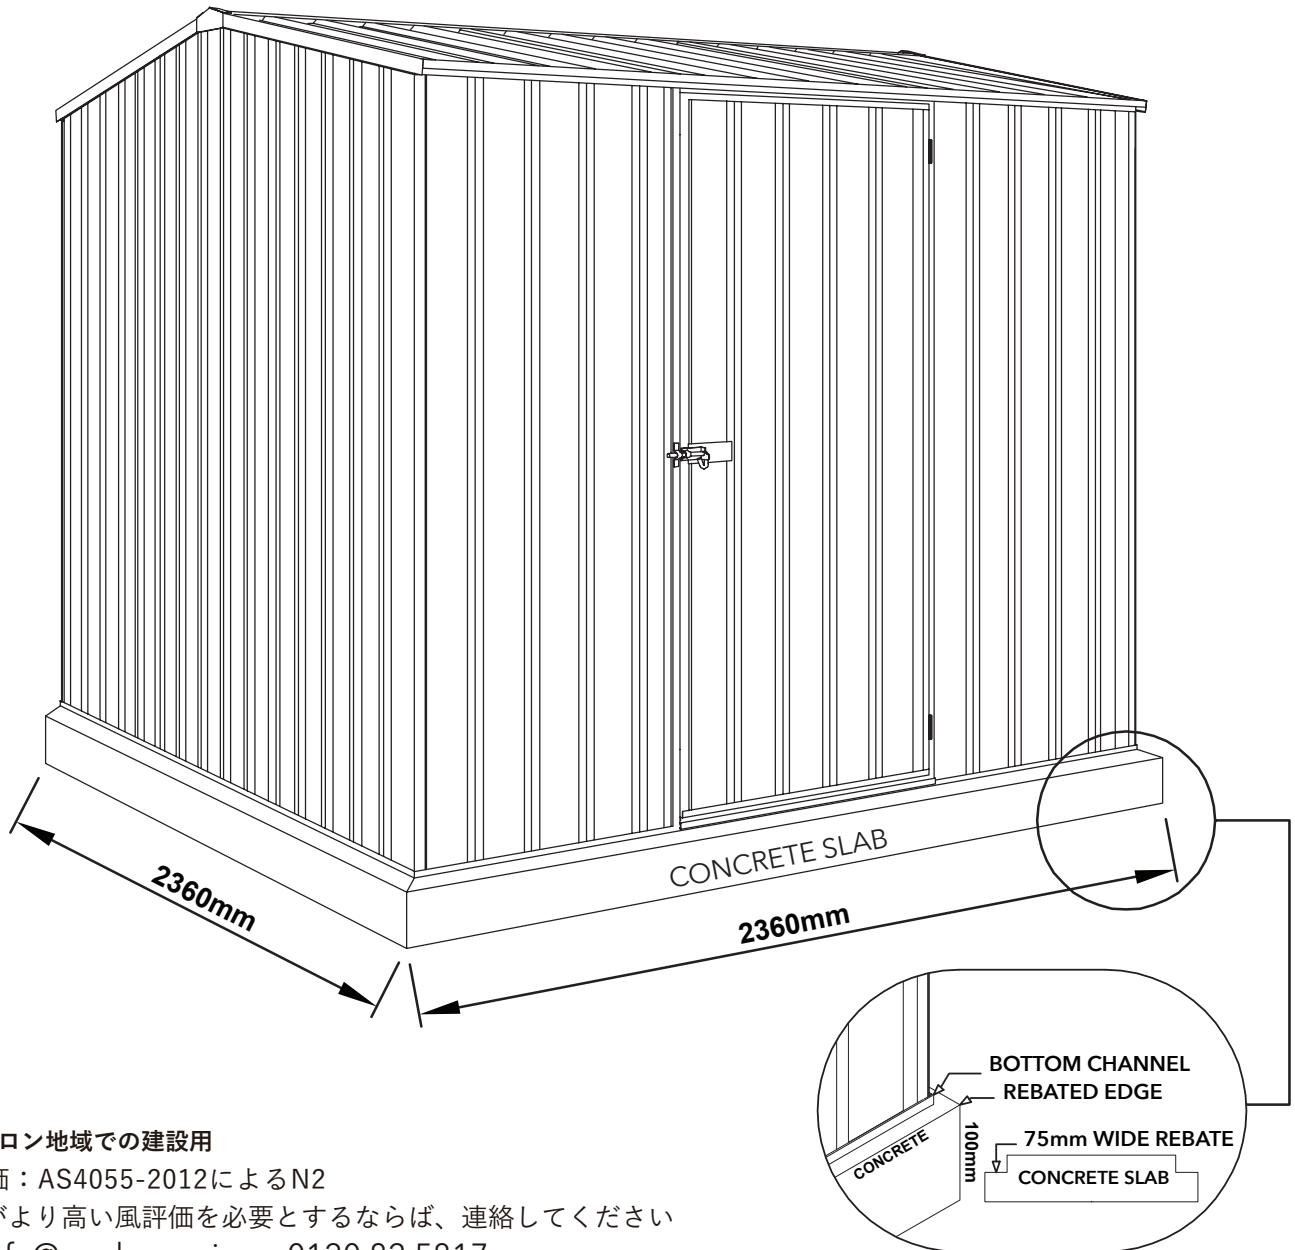 CONCRETE SLAB
2360mm
2360mm
BOTTOM CHANNEL
REBATED EDGE
CONCRETE
100mm
75mm WIDE REBATE
CONCRETE SLAB
ロン地域での建設用
価：AS4055-2012によるN2
がより高い風評価を必要とするならば、連絡してください